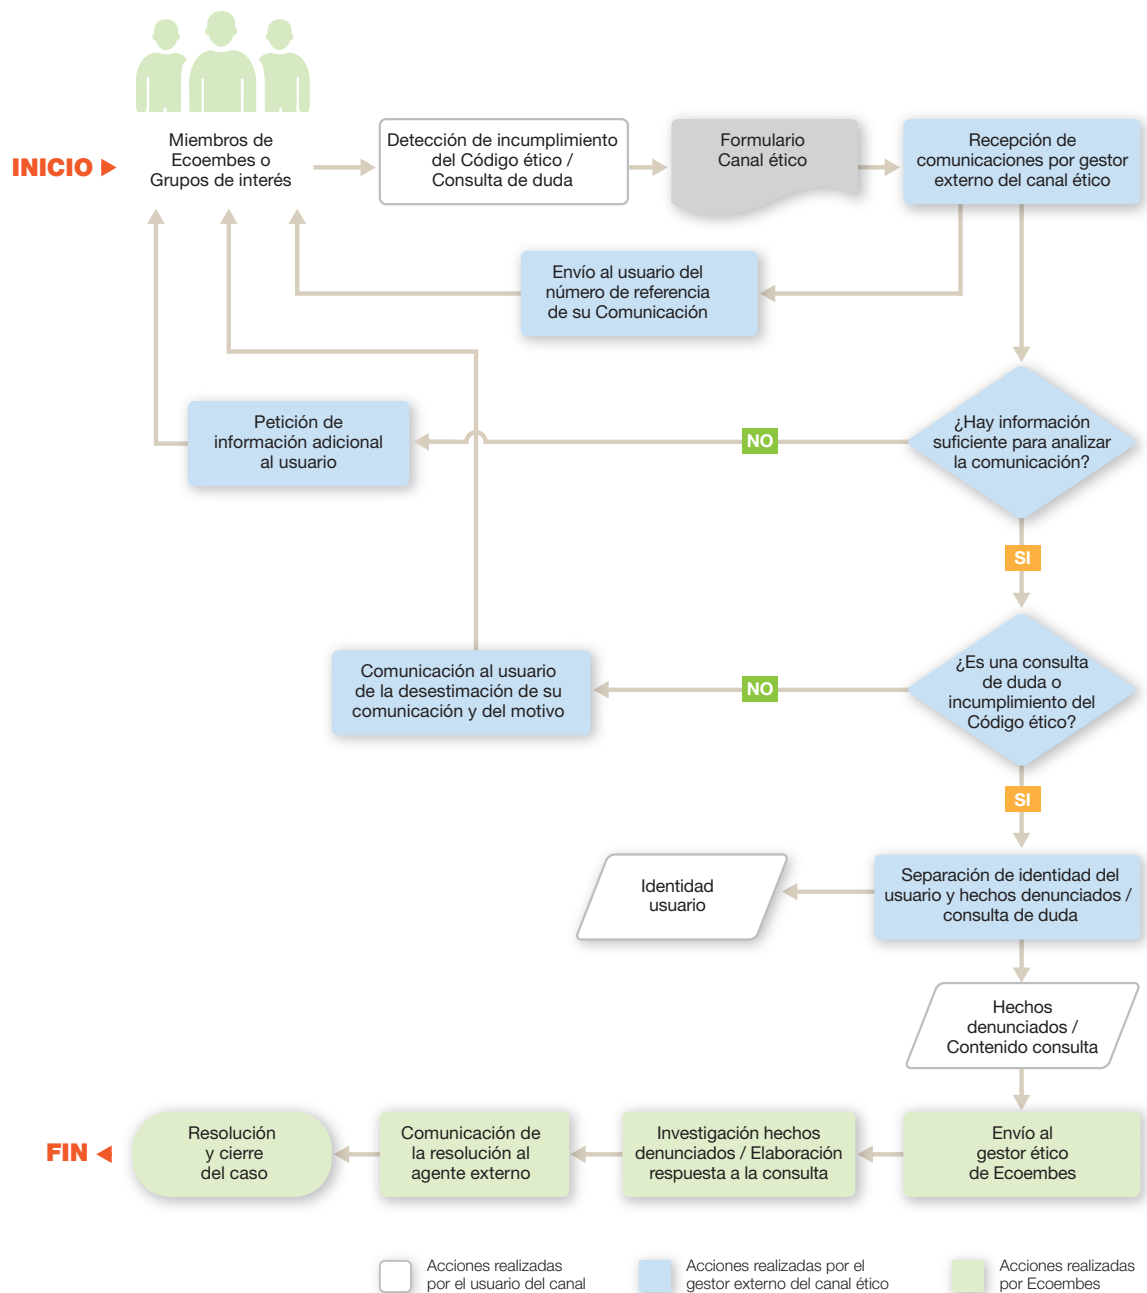 INICIO
Miembros de
Ecoembes o
Grupos de interés
Detección de incumplimiento
del Código ético /
Consulta de duda
Formulario
Canal ético
Recepción de
comunicaciones por gestor
externo del canal ético
Envío al usuario del
número de referencia
de su Comunicación
Petición de
información adicional
al usuario
NO
¿Hay información
suficiente para analizar
la comunicación?
SI
Comunicación al usuario
de la desestimación de su
comunicación y del motivo
NO
¿Es una consulta
de duda o
incumplimiento del
Código ético?
SI
Identidad
usuario
Separación de identidad del
usuario y hechos denunciados /
consulta de duda
Hechos
denunciados /
Contenido consulta
FIN
Resolución
y cierre
del caso
Comunicación de
la resolución al
agente externo
Investigación hechos
denunciados / Elaboración
respuesta a la consulta
Envío al
gestor ético
de Ecoembes
Acciones realizadas
por el usuario del canal
Acciones realizadas por el
gestor externo del canal ético
Acciones realizadas
por Ecoembes